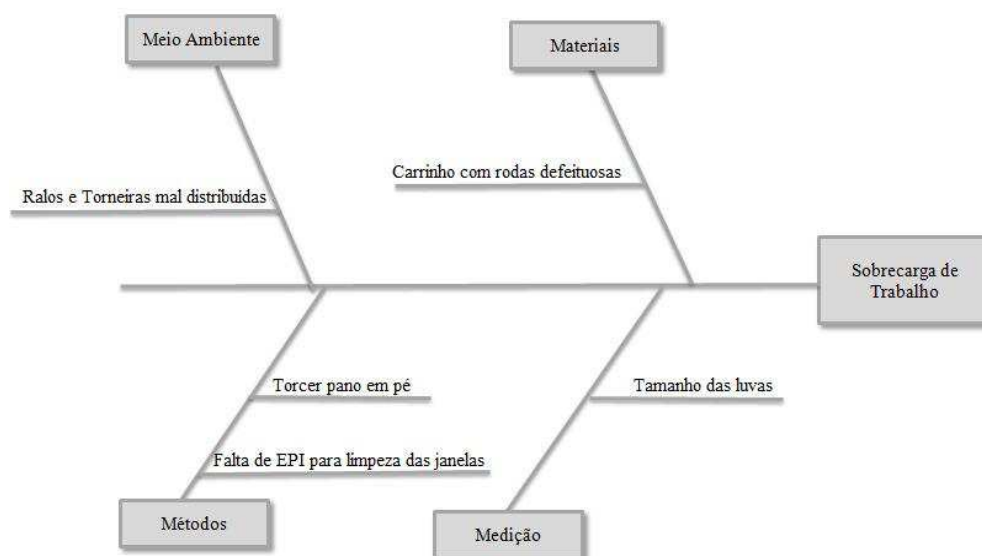 Meio Ambiente
Materiais
Carrinho com rodas defeituosas
Ralos e Torneiras mal distribuidas
Sobrecarga de
Trabalho
Torcer pano em pé
Tamanho das luvas
Falta de EPI para limpeza das janelas
Métodos
Medição